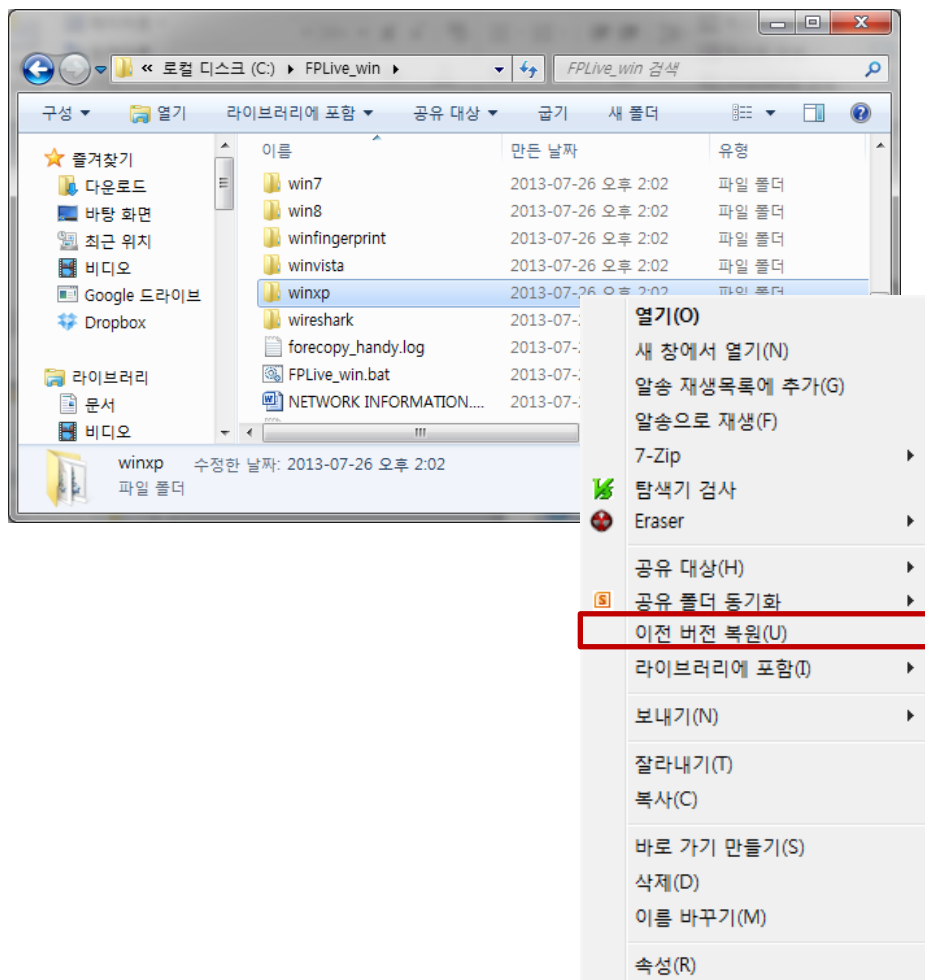 « 로컬 디스크 (C:) ▸ FPLive_win ▸
FPLive_win 검색
구성 열기 라이브러리에 포함 공유 대상 굽기 새 폴더
이름 만든 날짜 유형
즐겨찾기
다운로드
바탕 화면
최근 위치
비디오
Google 드라이브
Dropbox
라이브러리
문서
비디오
win7 2013-07-26 오후 2:02 파일 폴더
win8 2013-07-26 오후 2:02 파일 폴더
winfingerprint 2013-07-26 오후 2:02 파일 폴더
winvista 2013-07-26 오후 2:02 파일 폴더
winxp 2013-07-26 오후 2:02 파일 폴더
wireshark 2013-07-
forecopy_handy.log 2013-07-
FPLive_win.bat 2013-07-
NETWORK INFORMATION.... 2013-07-
winxp 수정한 날짜: 2013-07-26 오후 2:02
파일 폴더
열기(O)
새 창에서 열기(N)
알송 재생목록에 추가(G)
알송으로 재생(F)
7-Zip
탐색기 검사
Eraser
공유 대상(H)
공유 폴더 동기화
이전 버전 복원(U)
라이브러리에 포함(I)
보내기(N)
잘라내기(T)
복사(C)
바로 가기 만들기(S)
삭제(D)
이름 바꾸기(M)
속성(R)